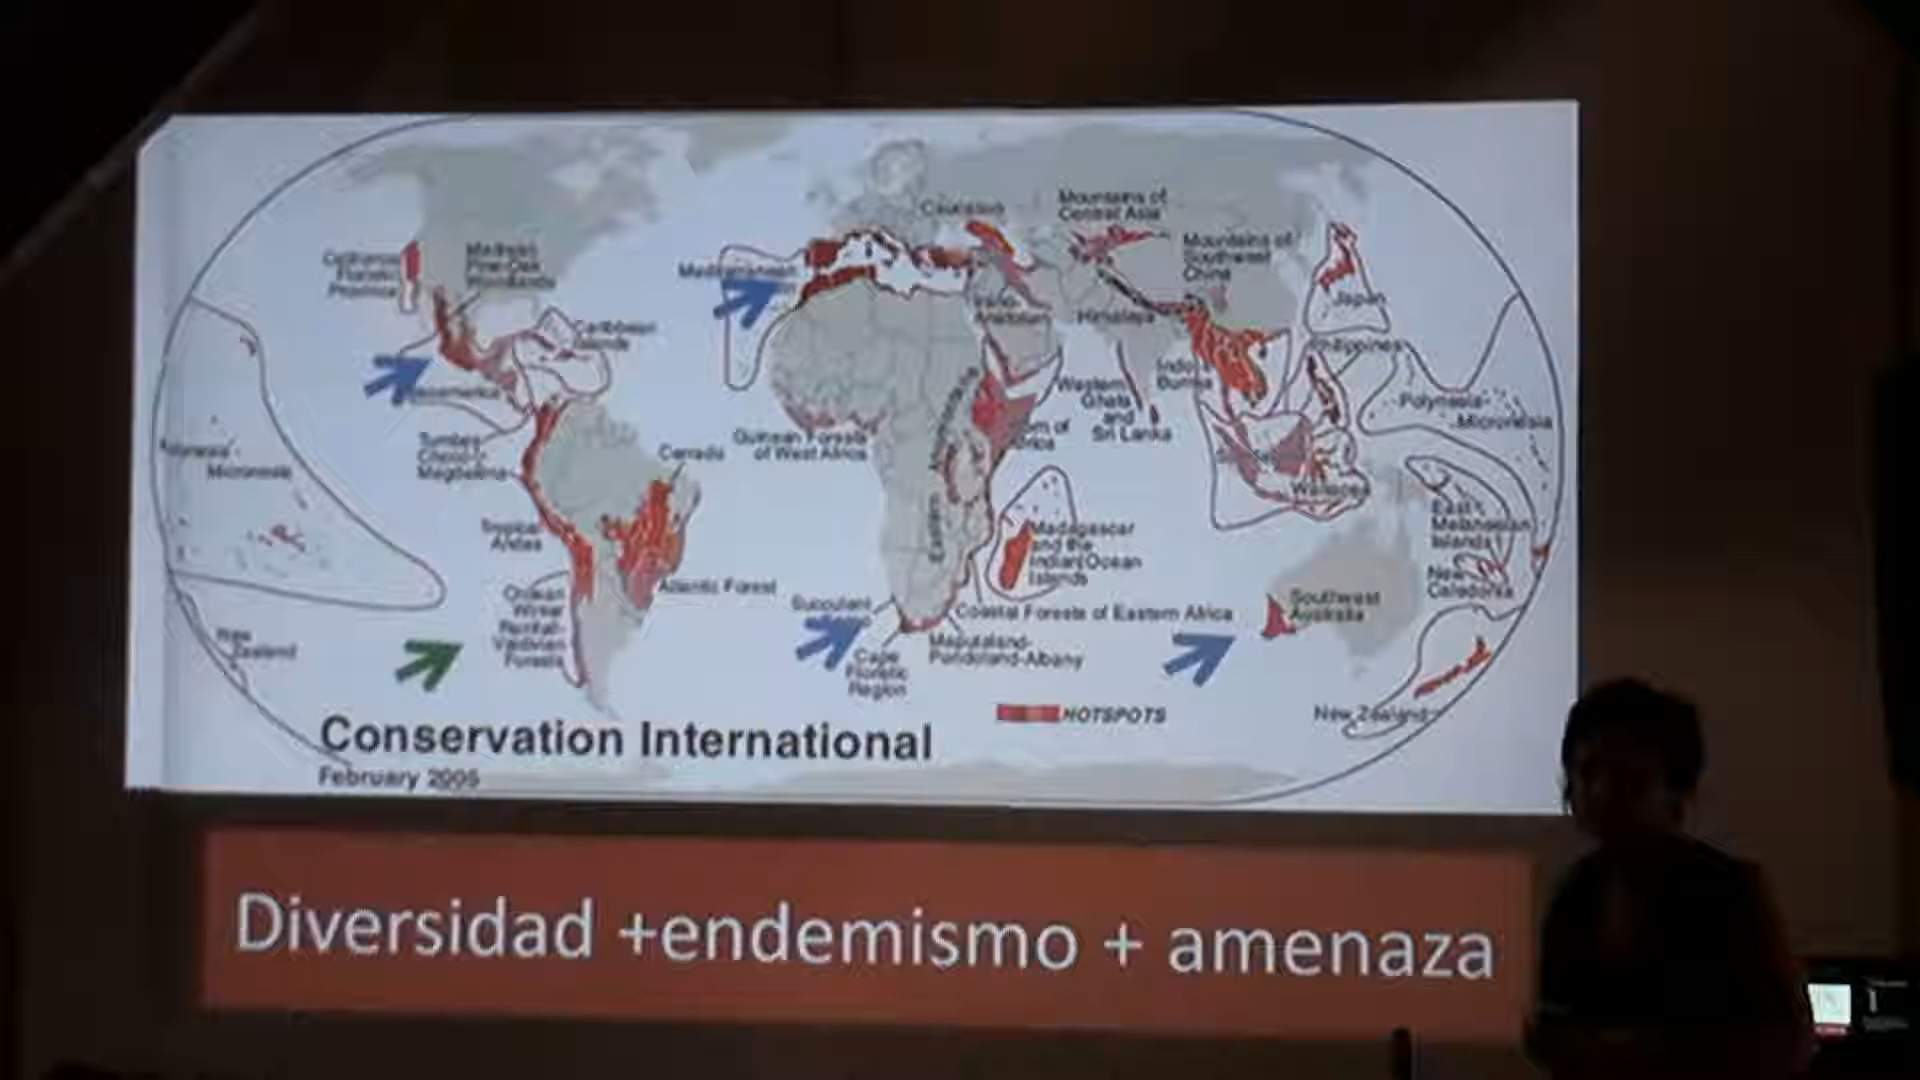 Caucasus
Mountains of
Central Asia
Mountains of
Southwest
China
California
Floristic
Province
Madrean
Pine-Oak
Woodlands
Mediterranean
Caribbean
Islands
Irano-
Anatolian
Himalaya
Japan
Philippines
Indo-
Burma
Western
Ghats
and
Sri Lanka
Polynesia-
Micronesia
Polynesia-
Micronesia
Tumbes-
Chocó-
Magdalena
Guinean Forests
of West Africa
Cerrado
Horn of
Africa
Eastern
Wallacea
East
Melanesian
Islands
Tropical
Andes
Madagascar
and the
Indian Ocean
Islands
New
Caledonia
Atlantic Forest
Chilean
Winter
Rainfall-
Valdivian
Forests
Succulent
Coastal Forests of Eastern Africa
Southwest
Australia
Maputaland-
Pondoland-Albany
Cape
Floristic
Region
New
Zealand
New Zealand
HOTSPOTS
Conservation International
February 2005
Diversidad +endemismo + amenaza